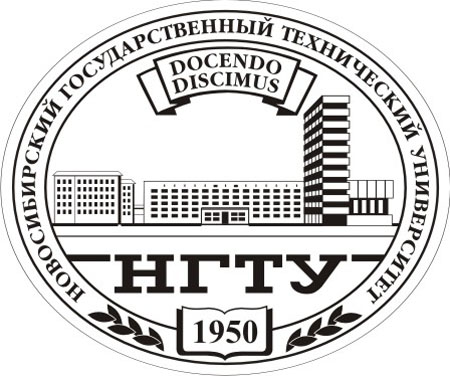 НОВОСИБИРСКИЙ ГОСУДАРСТВЕННЫЙ ТЕХНИЧЕСКИЙ УНИВЕРСИТЕТ
DOCENDO
DISCIMUS
НГТУ
1950